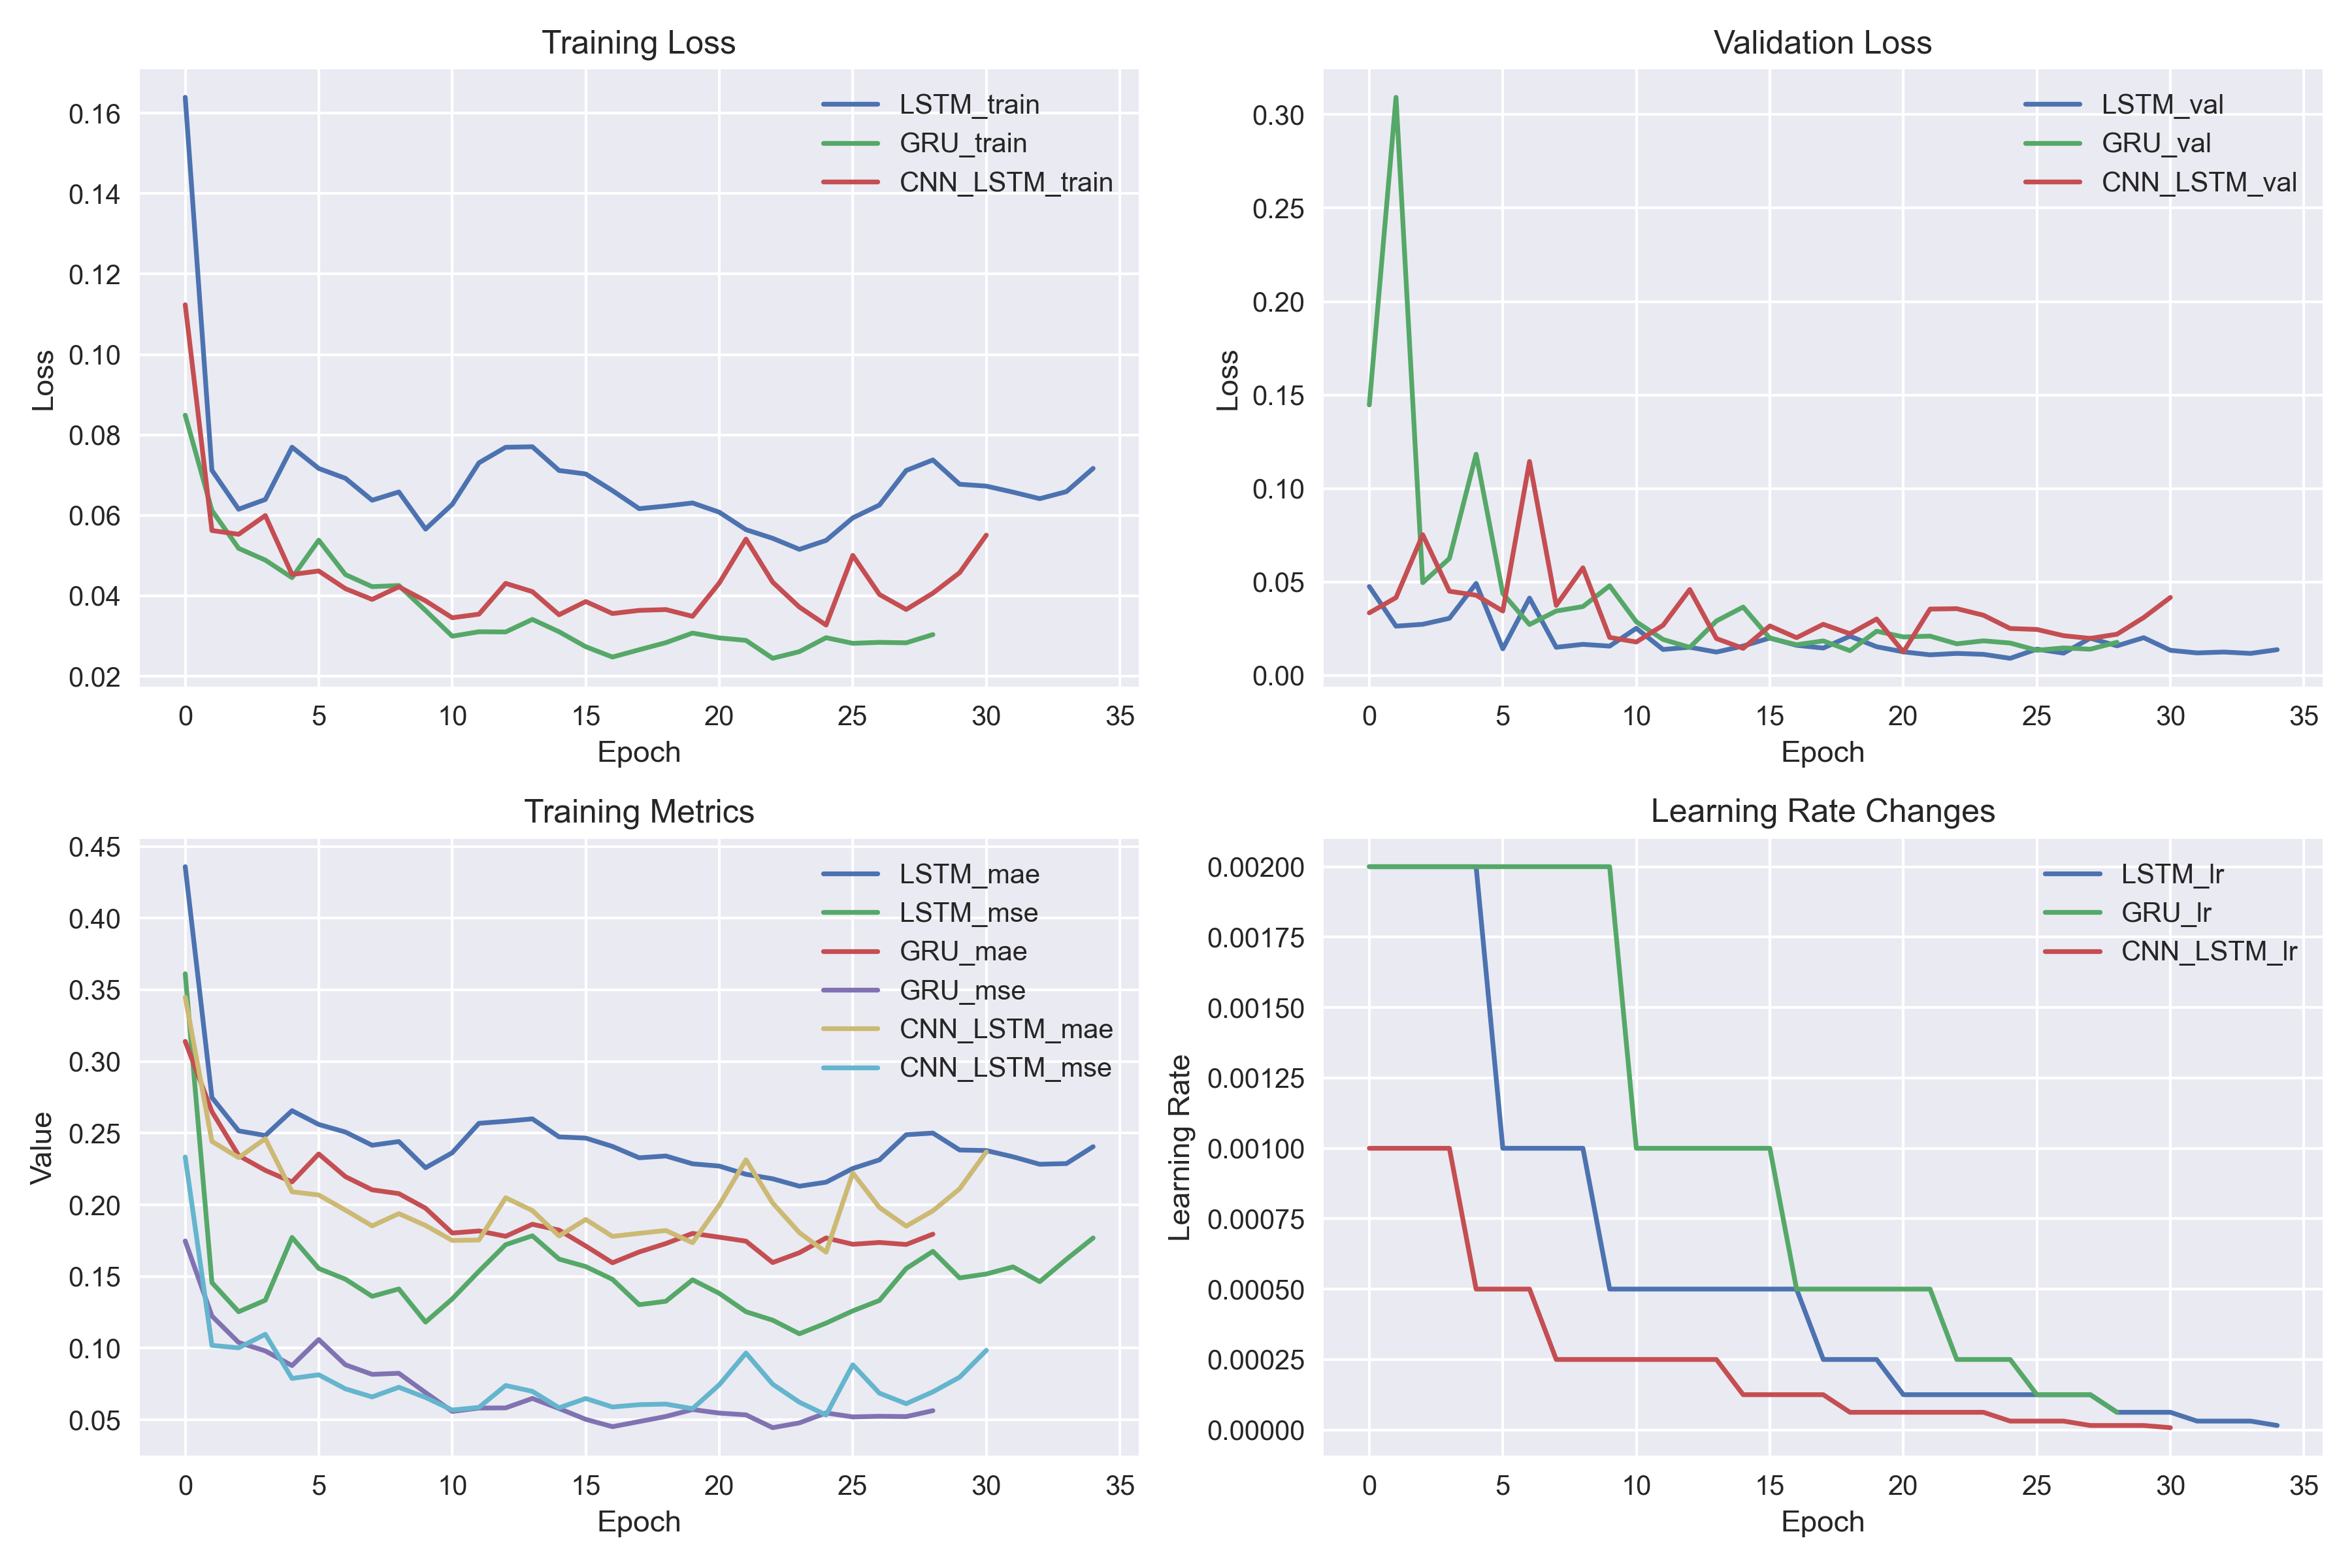 Training Loss
LSTM_train
GRU_train
CNN_LSTM_train
0.16
0.14
0.12
0.10
0.08
0.06
0.04
0.02
Loss
0 5 10 15 20 25 30 35
Epoch
Validation Loss
LSTM_val
GRU_val
CNN_LSTM_val
0.30
0.25
0.20
0.15
0.10
0.05
0.00
Loss
0 5 10 15 20 25 30 35
Epoch
Training Metrics
LSTM_mae
LSTM_mse
GRU_mae
GRU_mse
CNN_LSTM_mae
CNN_LSTM_mse
0.45
0.40
0.35
0.30
0.25
0.20
0.15
0.10
0.05
Value
0 5 10 15 20 25 30 35
Epoch
Learning Rate Changes
LSTM_lr
GRU_lr
CNN_LSTM_lr
0.00200
0.00175
0.00150
0.00125
0.00100
0.00075
0.00050
0.00025
0.00000
Learning Rate
0 5 10 15 20 25 30 35
Epoch